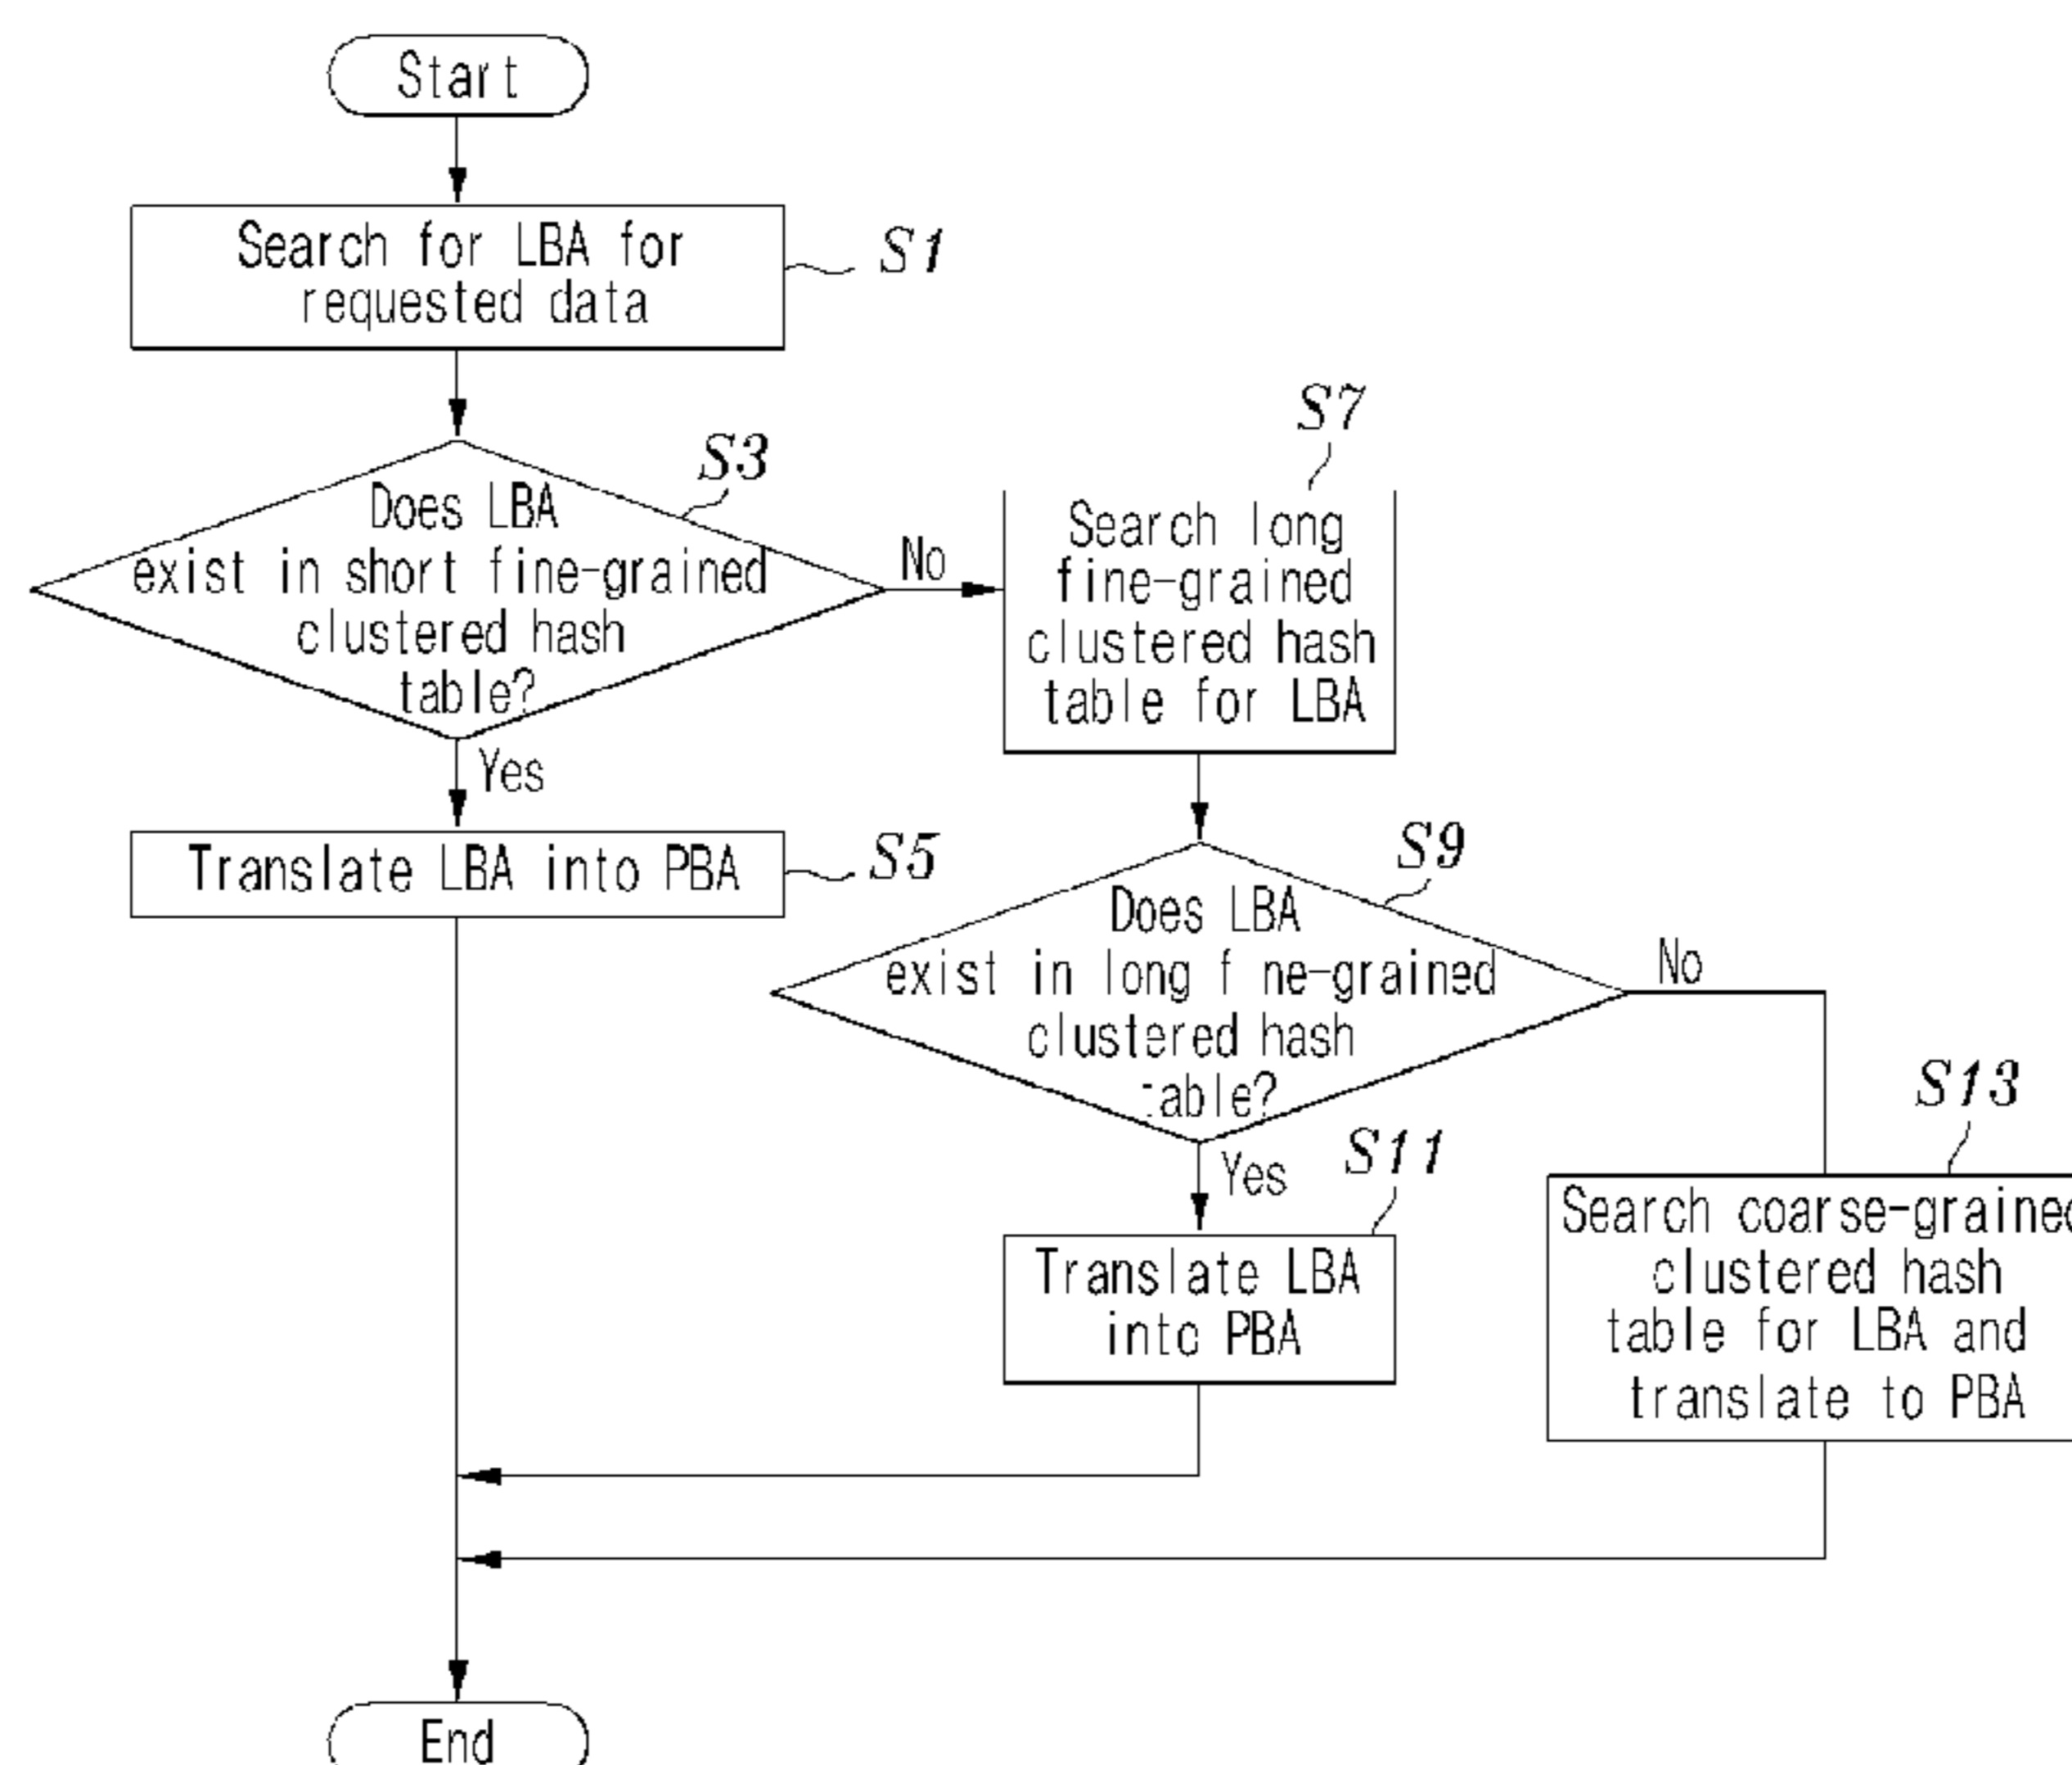 Start
Search for LBA for
requested data
S1
Does LBA
exist in short fine-grained
clustered hash
table?
S3
No
Yes
Translate LBA into PBA
S5
S7
Search long
fine-grained
clustered hash
table for LBA
Does LBA
exist in long f ne-grained
clustered hash
table?
S9
No
Yes
S11
Translate LBA
into PBA
S13
Search coarse-grained
clustered hash
table for LBA and
translate to PBA
End